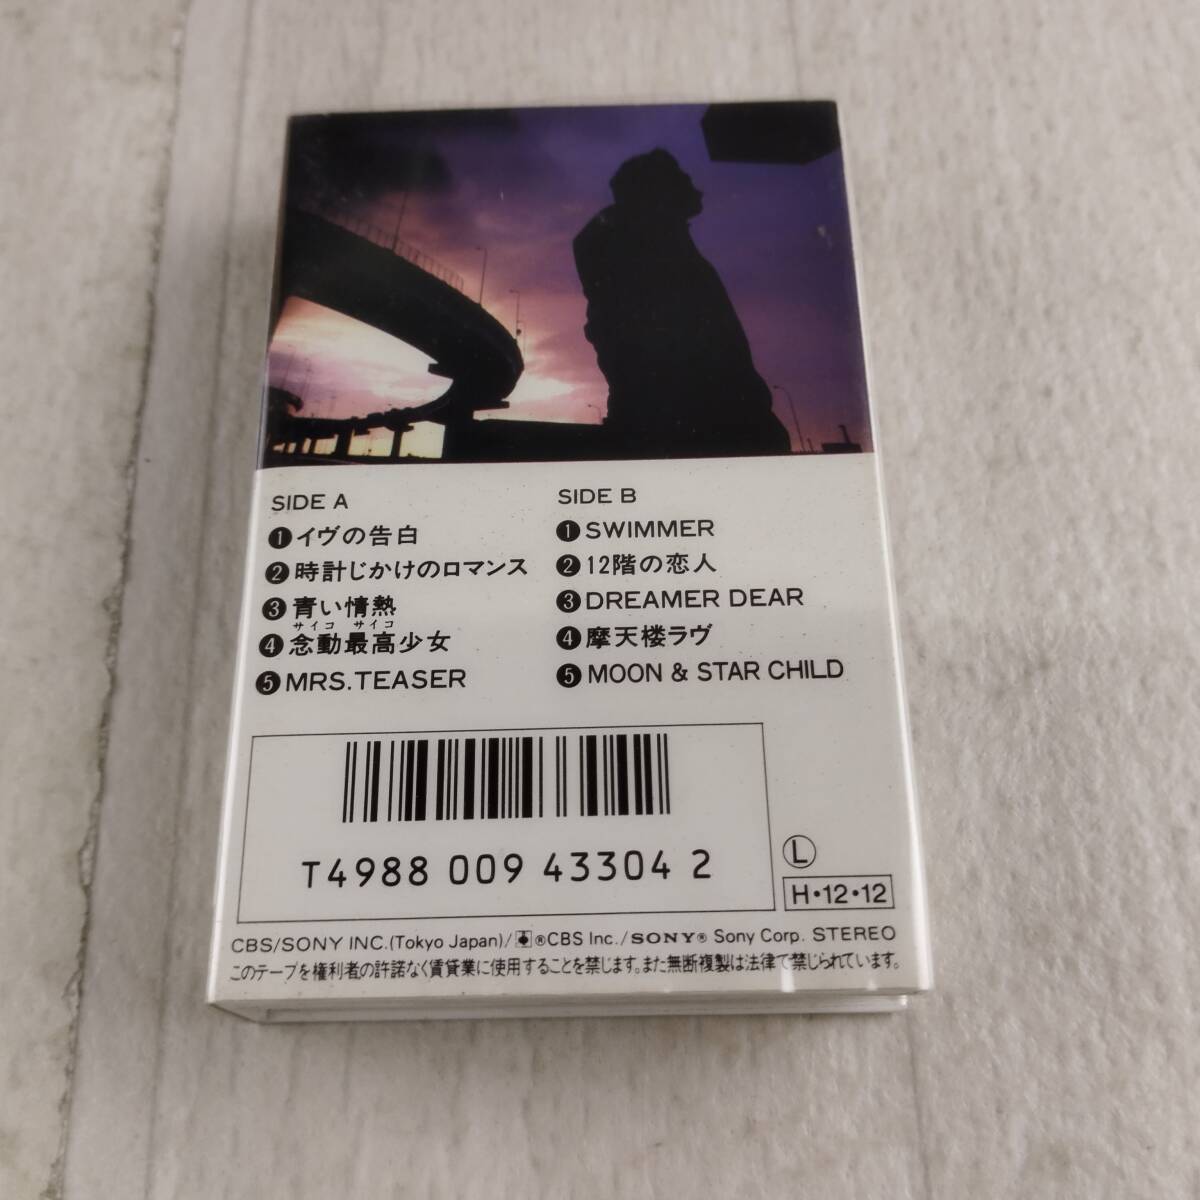 SIDE A
❶イヴの告白
❷時計じかけのロマンス
❸青い情熱
サイコ サイコ
❹念動最高少女
❺MRS.TEASER
SIDE B
❶SWIMMER
❷12階の恋人
❸DREAMER DEAR
❹摩天楼ラヴ
❺MOON & STAR CHILD
T4988 009 43304 2
Ⓛ
H・12・12
CBS/SONY INC.(Tokyo Japan)/®CBS Inc./SONY® Sony Corp. STEREO
このテープを権利者の許諾なく賃貸業に使用することを禁じます。また無断複製は法律で禁じられています。